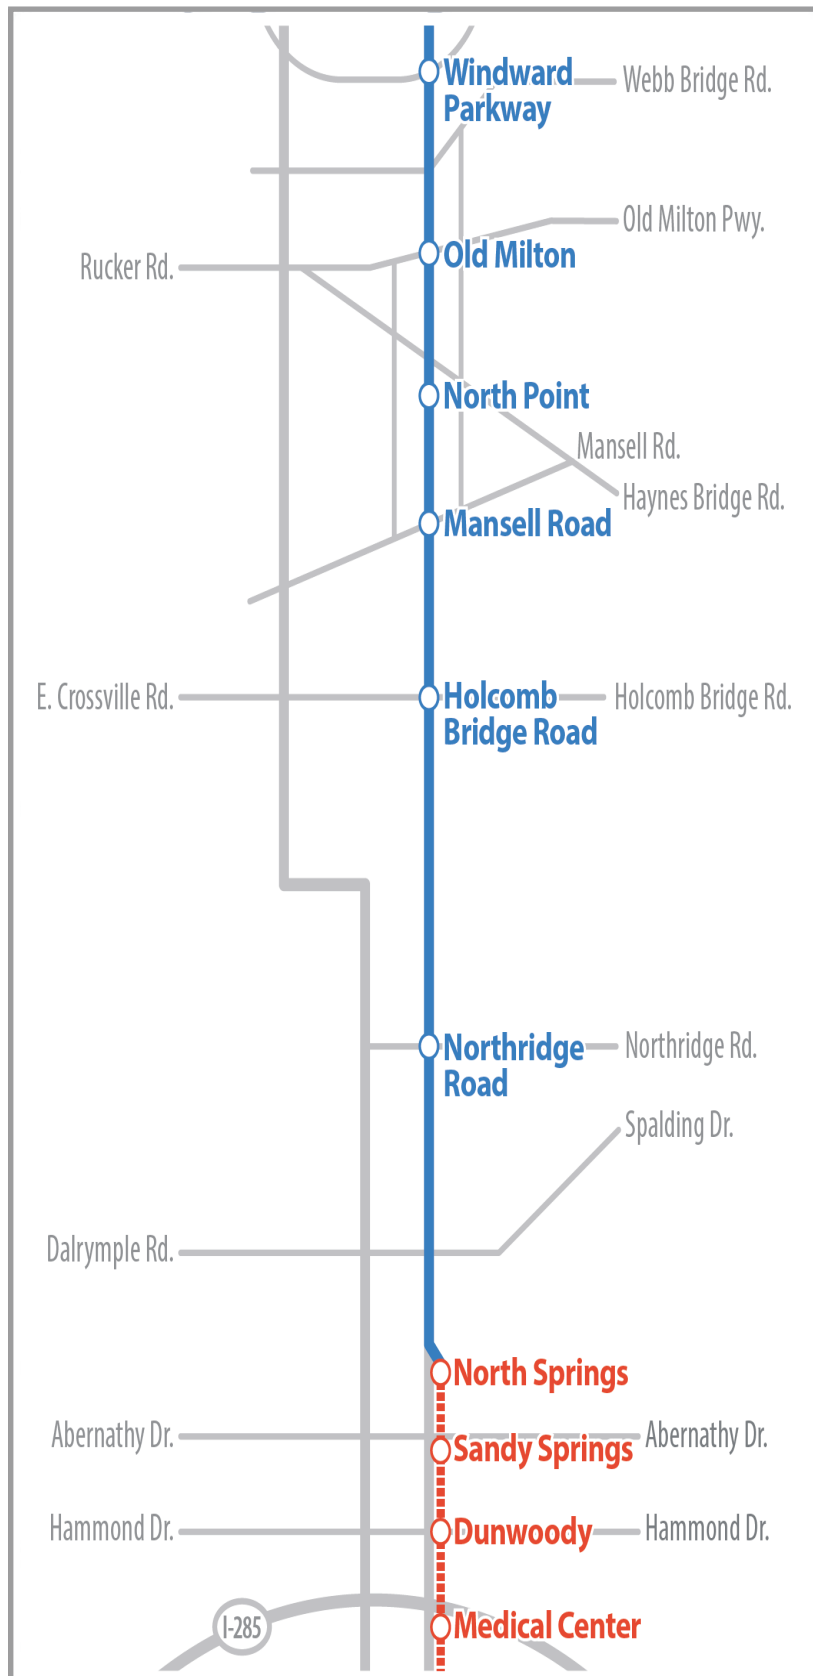 Windward
Parkway
Webb Bridge Rd.
Old Milton Pwy.
Rucker Rd.
Old Milton
North Point
Mansell Rd.
Haynes Bridge Rd.
Mansell Road
E. Crossville Rd.
Holcomb
Bridge Road
Holcomb Bridge Rd.
Northridge
Road
Northridge Rd.
Spalding Dr.
Dalrymple Rd.
North Springs
Abernathy Dr.
Sandy Springs
Abernathy Dr.
Hammond Dr.
Dunwoody
Hammond Dr.
I-285
Medical Center